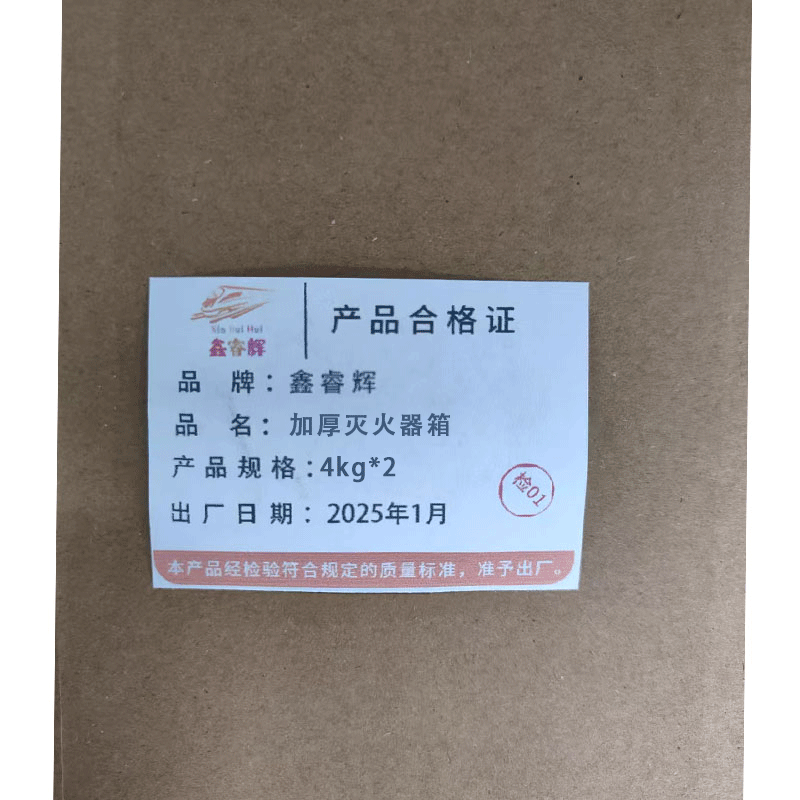 Xin Rui Hui
鑫睿辉
产品合格证
品 牌：鑫睿辉
品 名：加厚灭火器箱
产品规格：4kg*2
出厂日期：2025年1月
检01
本产品经检验符合规定的质量标准，准予出厂。